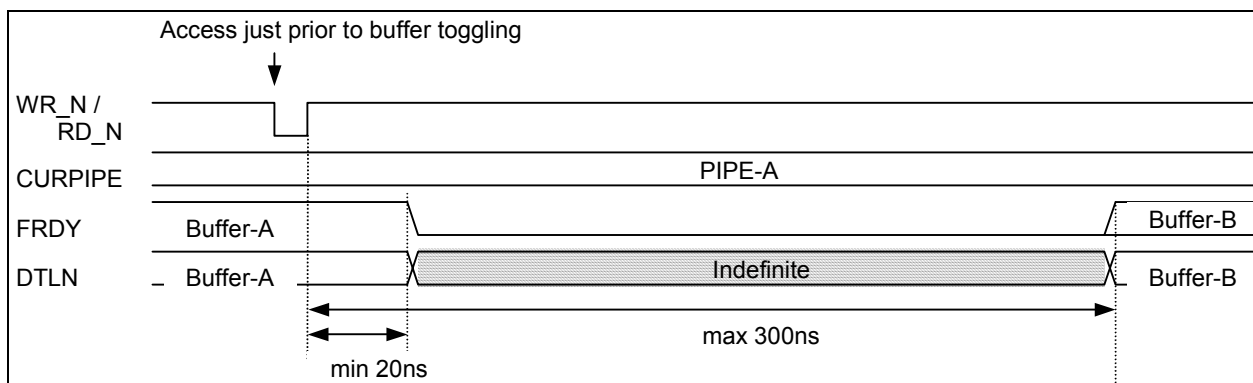 Access just prior to buffer toggling
WR_N /
RD_N
CURPIPE
PIPE-A
FRDY
Buffer-A
Buffer-B
DTLN
Buffer-A
Indefinite
Buffer-B
max 300ns
min 20ns